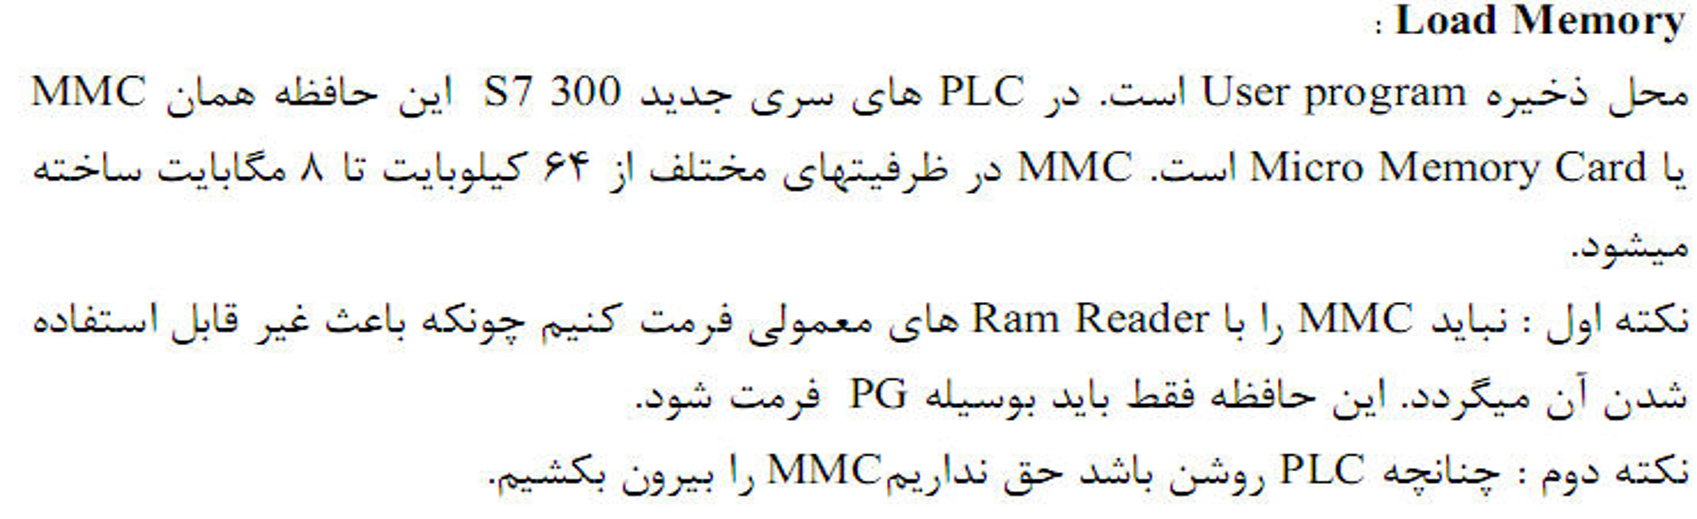 Load Memory :
محل ذخیره User program است. در PLC های سری جدید S7 300 این حافظه همان MMC
یا Micro Memory Card است. MMC در ظرفیتهای مختلف از ۶۴ کیلوبایت تا ۸ مگابایت ساخته
میشود.
نکته اول : نباید MMC را با Ram Reader های معمولی فرمت کنیم چونکه باعث غیر قابل استفاده
شدن آن میگردد. این حافظه فقط باید بوسیله PG فرمت شود.
نکته دوم : چنانچه PLC روشن باشد حق نداریم MMC را بیرون بکشیم.